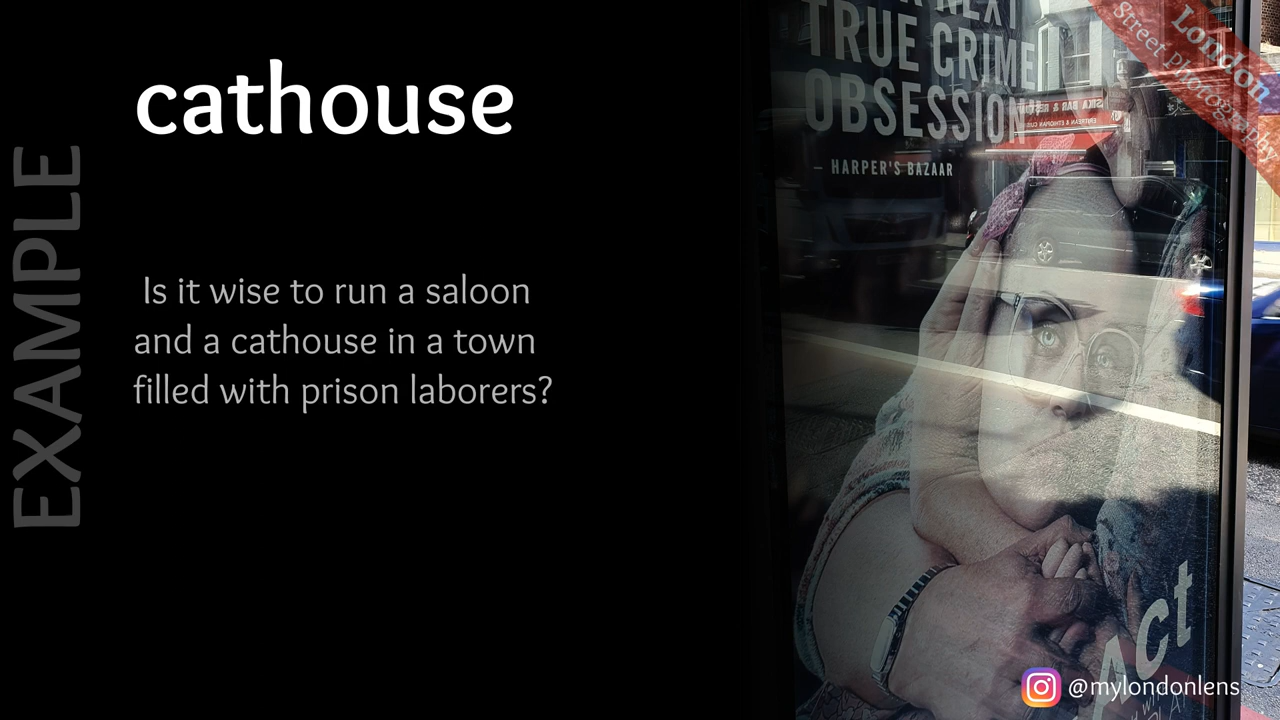 cathouse
EXAMPLE
Is it wise to run a saloon
and a cathouse in a town
filled with prison laborers?
NEXT
TRUE CRIME
OBSESSION
– HARPER'S BAZAAR
London
Street Photography
Act
@mylondonlens